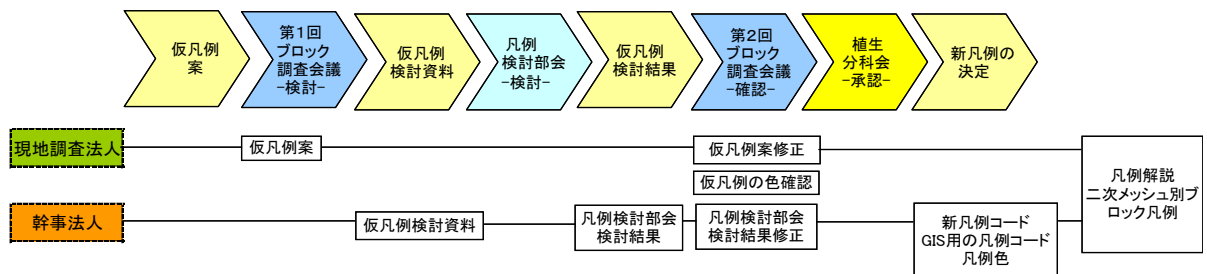 仮凡例
案
第1回
ブロック
調査会議
-検討-
仮凡例
検討資料
凡例
検討部会
-検討-
仮凡例
検討結果
第2回
ブロック
調査会議
-確認-
植生
分科会
-承認-
新凡例の
決定
現地調査法人
仮凡例案
仮凡例案修正
仮凡例の色確認
凡例解説
二次メッシュ別ブ
ロック凡例
幹事法人
仮凡例検討資料
凡例検討部会
検討結果
凡例検討部会
検討結果修正
新凡例コード
GIS用の凡例コード
凡例色